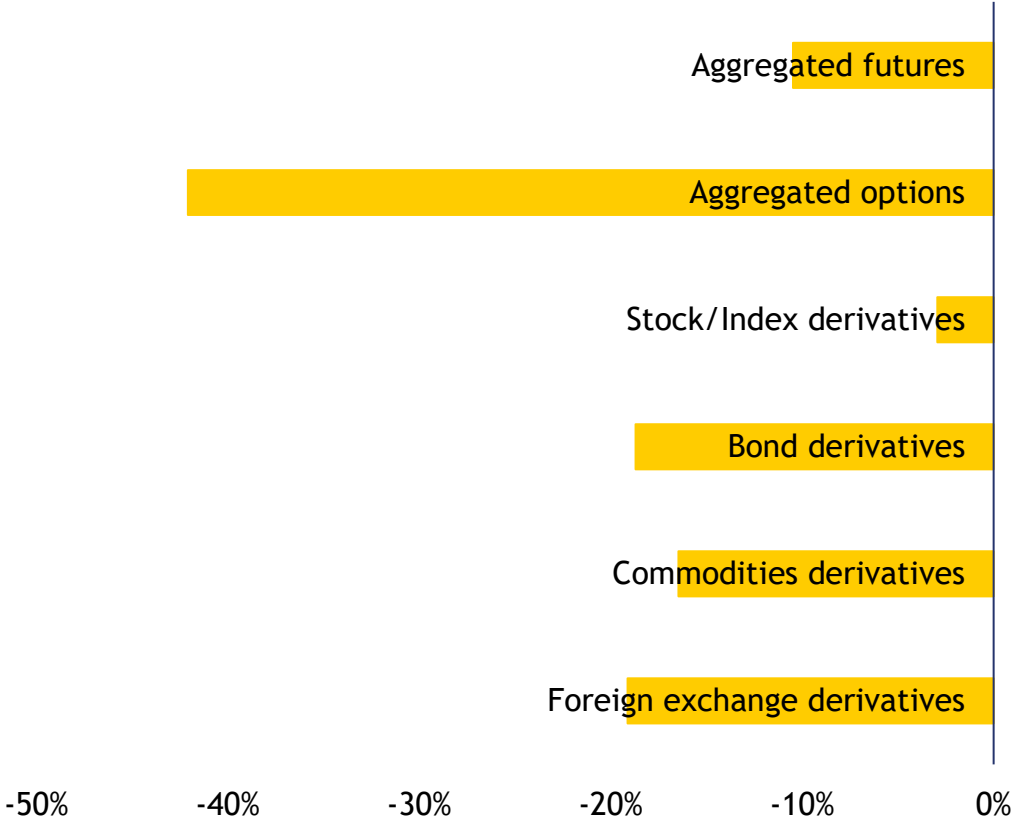 Aggregated futures
Aggregated options
Stock/Index derivatives
Bond derivatives
Commodities derivatives
Foreign exchange derivatives
-50% -40% -30% -20% -10% 0%